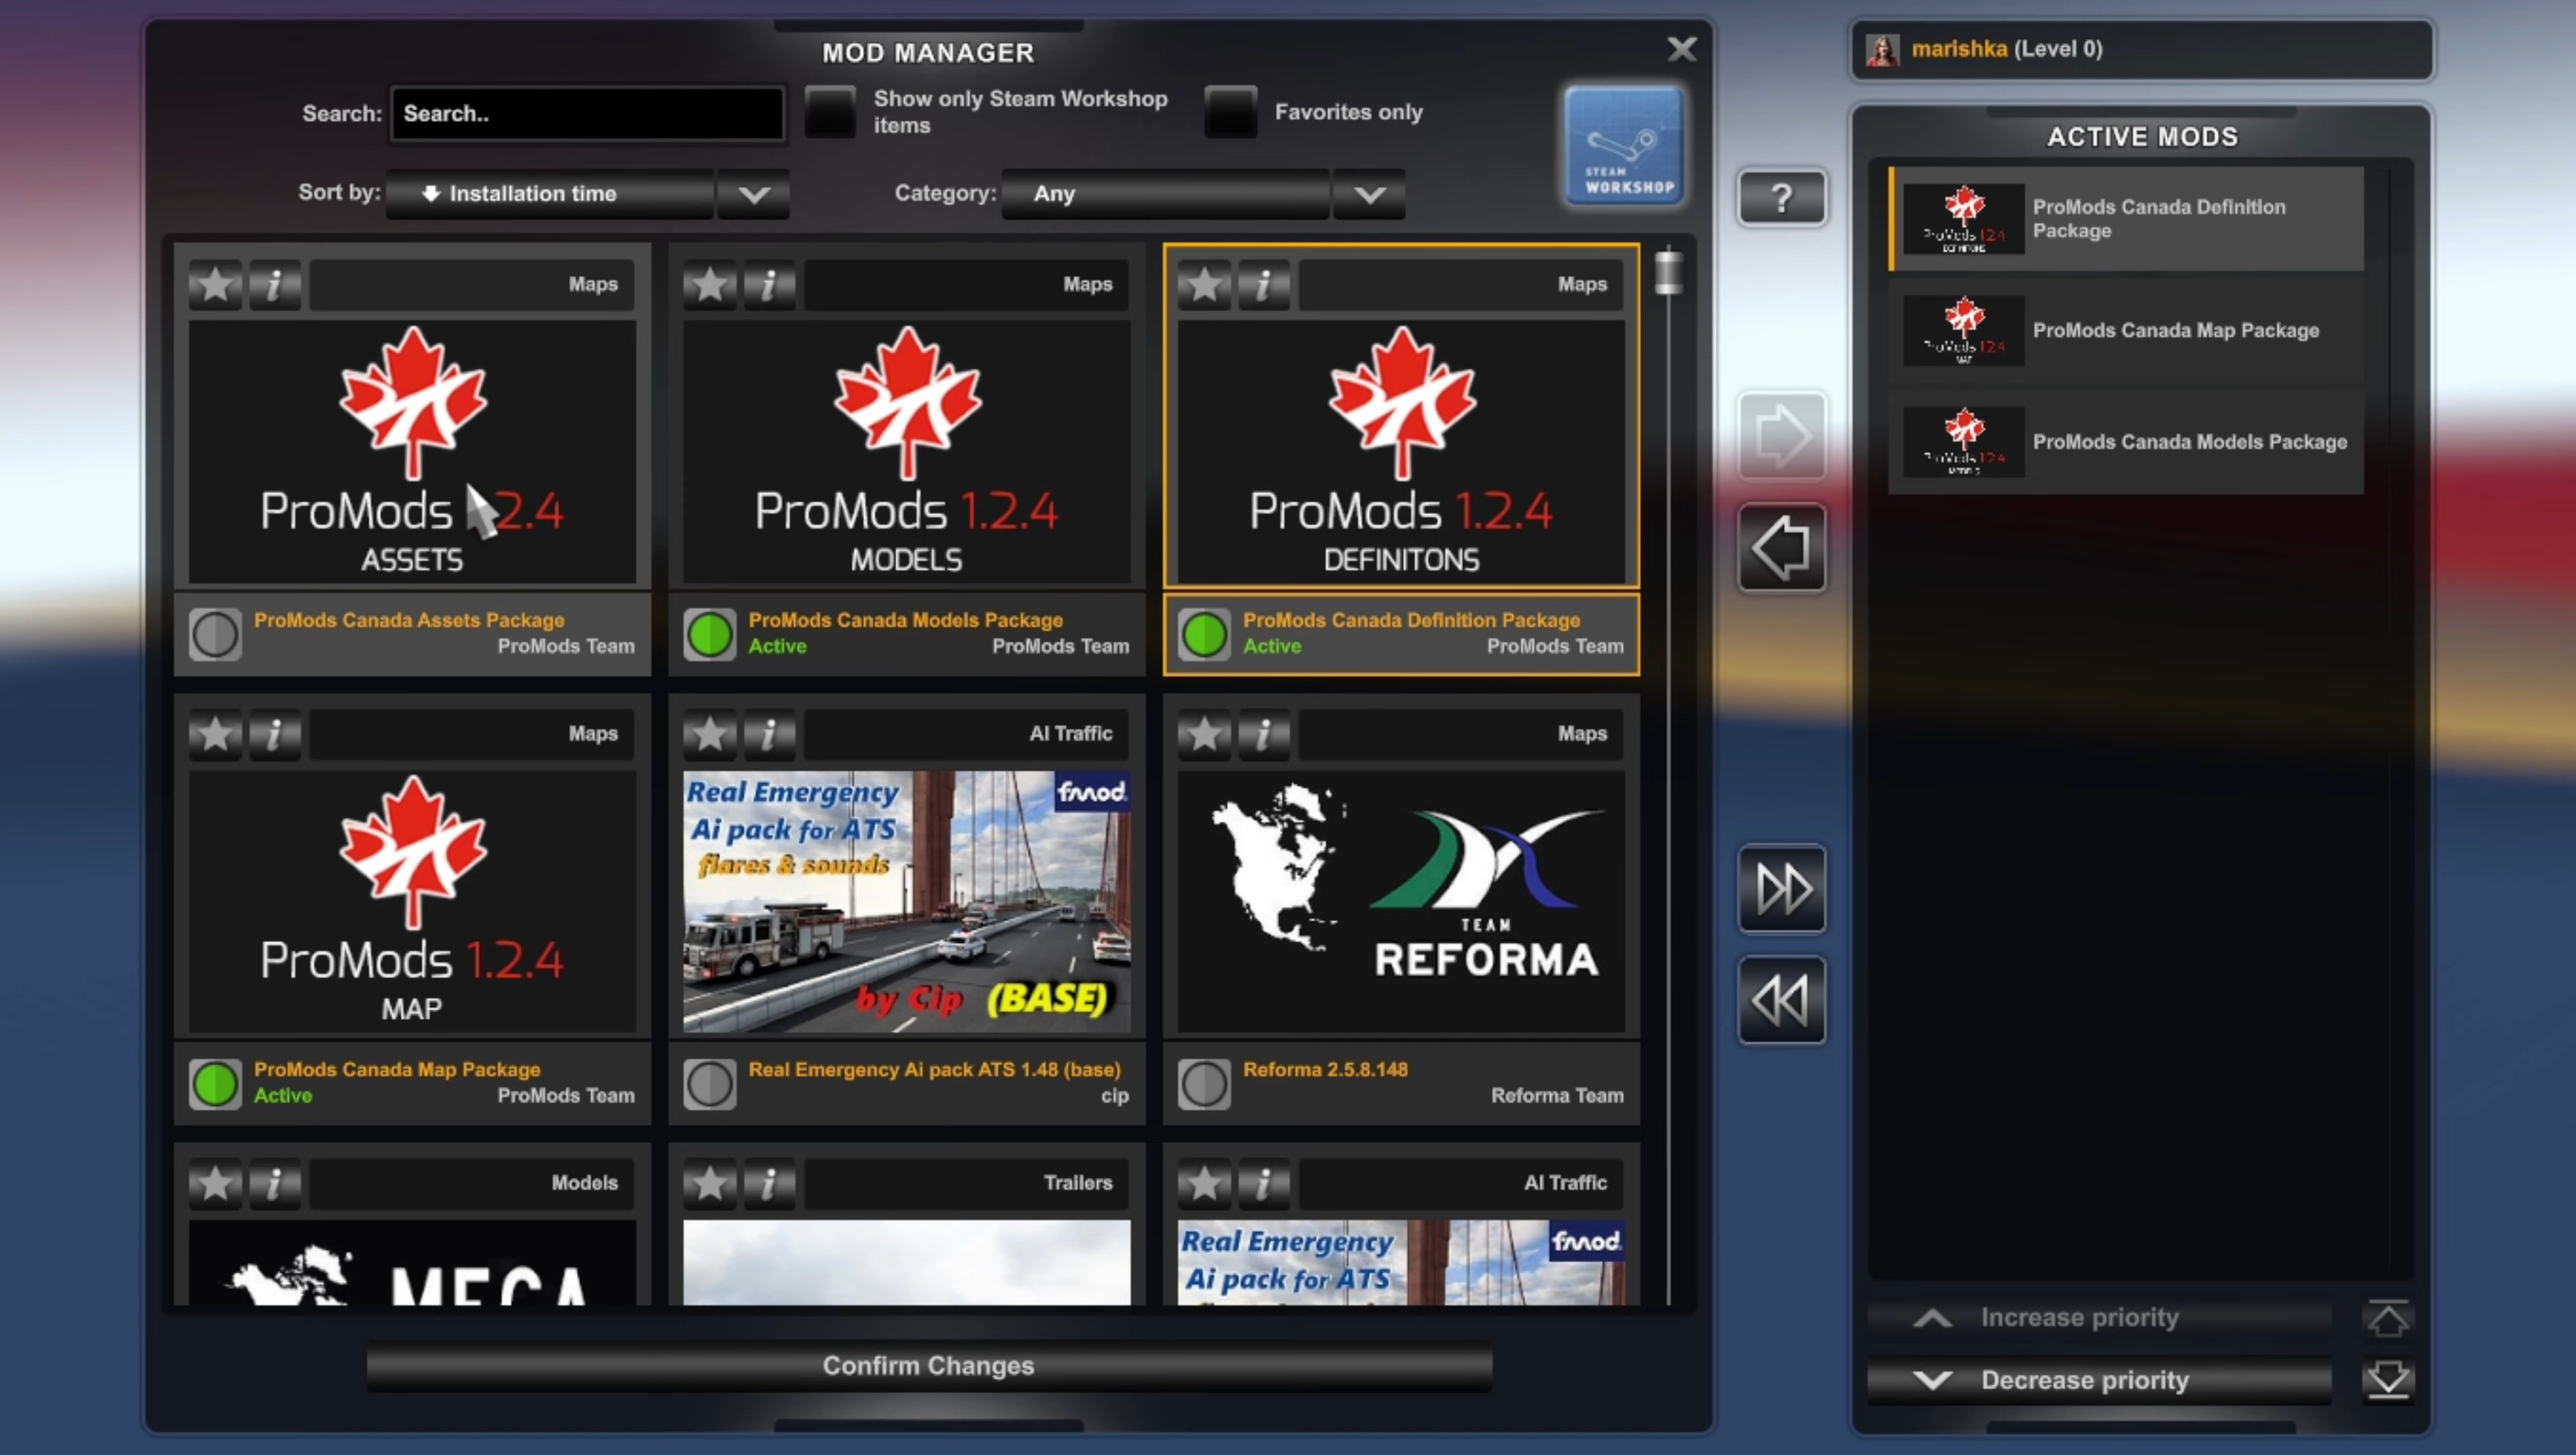 MOD MANAGER
Search:
Search..
Show only Steam Workshop
items
Favorites only
STEAM
WORKSHOP
Sort by:
Installation time
Category:
Any
Maps
ProMods 2.4
ASSETS
ProMods Canada Assets Package
ProMods Team
Maps
ProMods 1.2.4
MODELS
ProMods Canada Models Package
Active
ProMods Team
Maps
ProMods 1.2.4
DEFINITONS
ProMods Canada Definition Package
Active
ProMods Team
Maps
ProMods 1.2.4
MAP
ProMods Canada Map Package
Active
ProMods Team
AI Traffic
Real Emergency
Ai pack for ATS
flares & sounds
fmod
by Cip (BASE)
Real Emergency Ai pack ATS 1.48 (base)
cip
Maps
TEAM
REFORMA
Reforma 2.5.8.148
Reforma Team
Models
MEGA
Trailers
AI Traffic
Real Emergency
Ai pack for ATS
fmod
Confirm Changes
?
marishka (Level 0)
ACTIVE MODS
ProMods Canada Definition
Package
ProMods Canada Map Package
ProMods Canada Models Package
Increase priority
Decrease priority